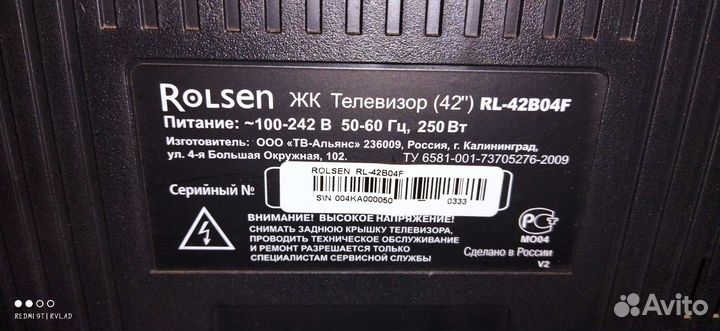 ROLSEN ЖК Телевизор (42") RL-42B04F
Питание: ~100-242 В 50-60 Гц, 250 Вт
Изготовитель: ООО «ТВ-Альянс» 236009, Россия, г. Калининград,
ул. 4-я Большая Окружная, 102. ТУ 6581-001-73705276-2009
ROLSEN RL-42B04F
Серийный №
S\N 004KA000050 0333
ВНИМАНИЕ! ВЫСОКОЕ НАПРЯЖЕНИЕ!
СНИМАТЬ ЗАДНЮЮ КРЫШКУ ТЕЛЕВИЗОРА,
ПРОВОДИТЬ ТЕХНИЧЕСКОЕ ОБСЛУЖИВАНИЕ
И РЕМОНТ РАЗРЕШАЕТСЯ ТОЛЬКО
СПЕЦИАЛИСТАМ СЕРВИСНОЙ СЛУЖБЫ
РСТ
МО04
Сделано в России
V2
REDMI 9T|RVLAD
Avito